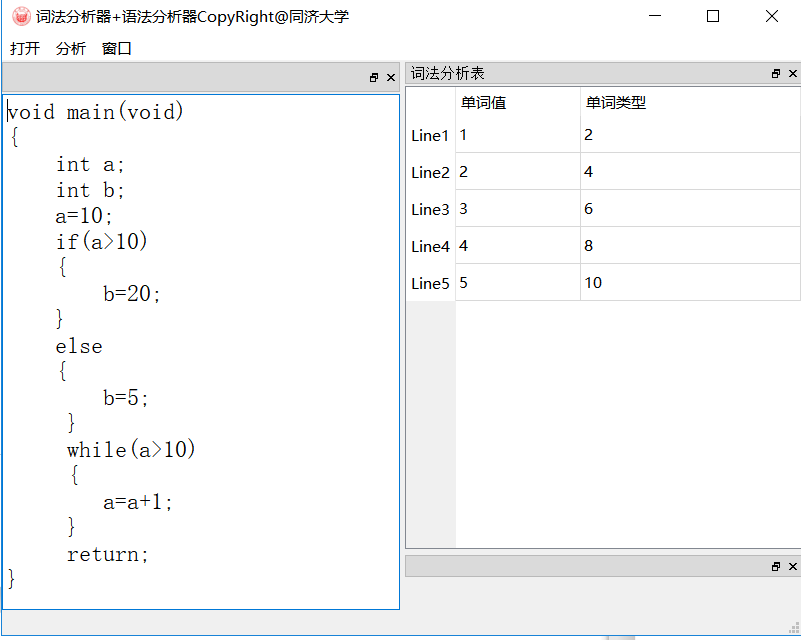 词法分析器+语法分析器CopyRight@同济大学
打开 分析 窗口
void main(void)
{
int a;
int b;
a=10;
if(a>10)
{
b=20;
}
else
{
b=5;
}
while(a>10)
{
a=a+1;
}
return;
}
词法分析表
单词值 单词类型
Line1 1 2
Line2 2 4
Line3 3 6
Line4 4 8
Line5 5 10